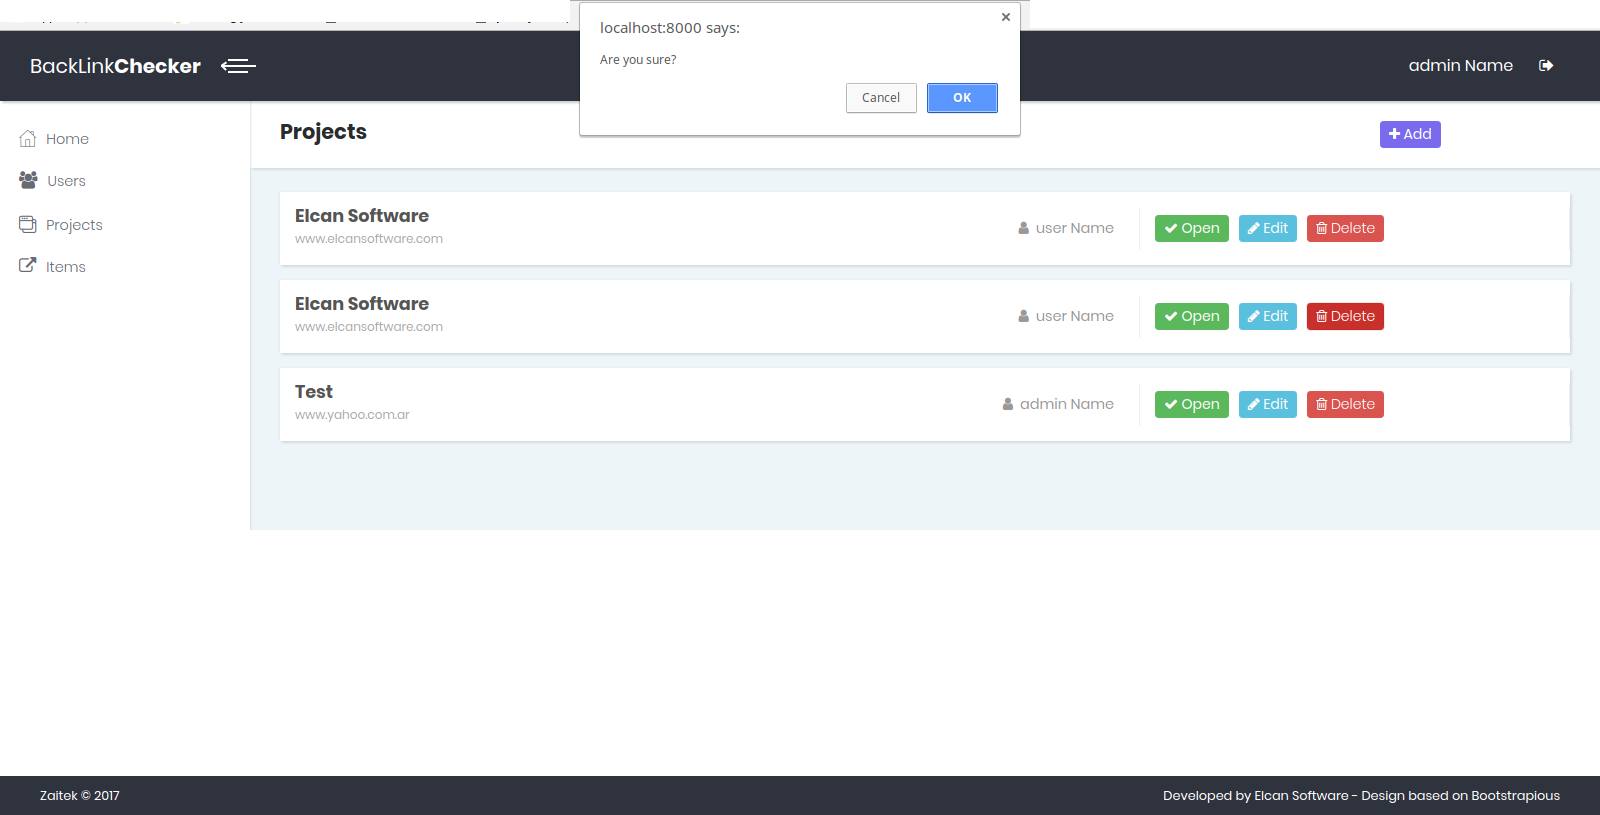 localhost:8000 says:
Are you sure?
Cancel OK
BackLinkChecker
admin Name
Home
Users
Projects
Items
Projects
Add
Elcan Software
www.elcansoftware.com
user Name
Open Edit Delete
Elcan Software
www.elcansoftware.com
user Name
Open Edit Delete
Test
www.yahoo.com.ar
admin Name
Open Edit Delete
Zaitek © 2017
Developed by Elcan Software - Design based on Bootstrapious